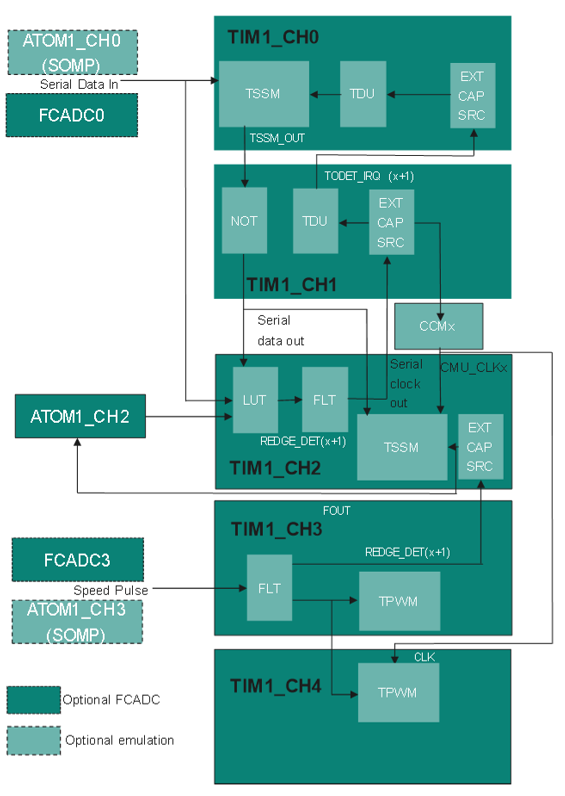 ATOM1_CH0
(SOMP)
Serial Data In
FCADC0
TIM1_CH0
TSSM
TDU
EXT
CAP
SRC
TSSM_OUT
TODET_IRQ (x+1)
NOT
TDU
EXT
CAP
SRC
TIM1_CH1
CCMx
Serial
data out
Serial
clock
out
CMU_CLKx
LUT
FLT
REDGE_DET(x+1)
TIM1_CH2
TSSM
EXT
CAP
SRC
ATOM1_CH2
FOUT
TIM1_CH3
REDGE_DET(x+1)
FCADC3
Speed Pulse
FLT
TPWM
ATOM1_CH3
(SOMP)
CLK
TIM1_CH4
TPWM
Optional FCADC
Optional emulation